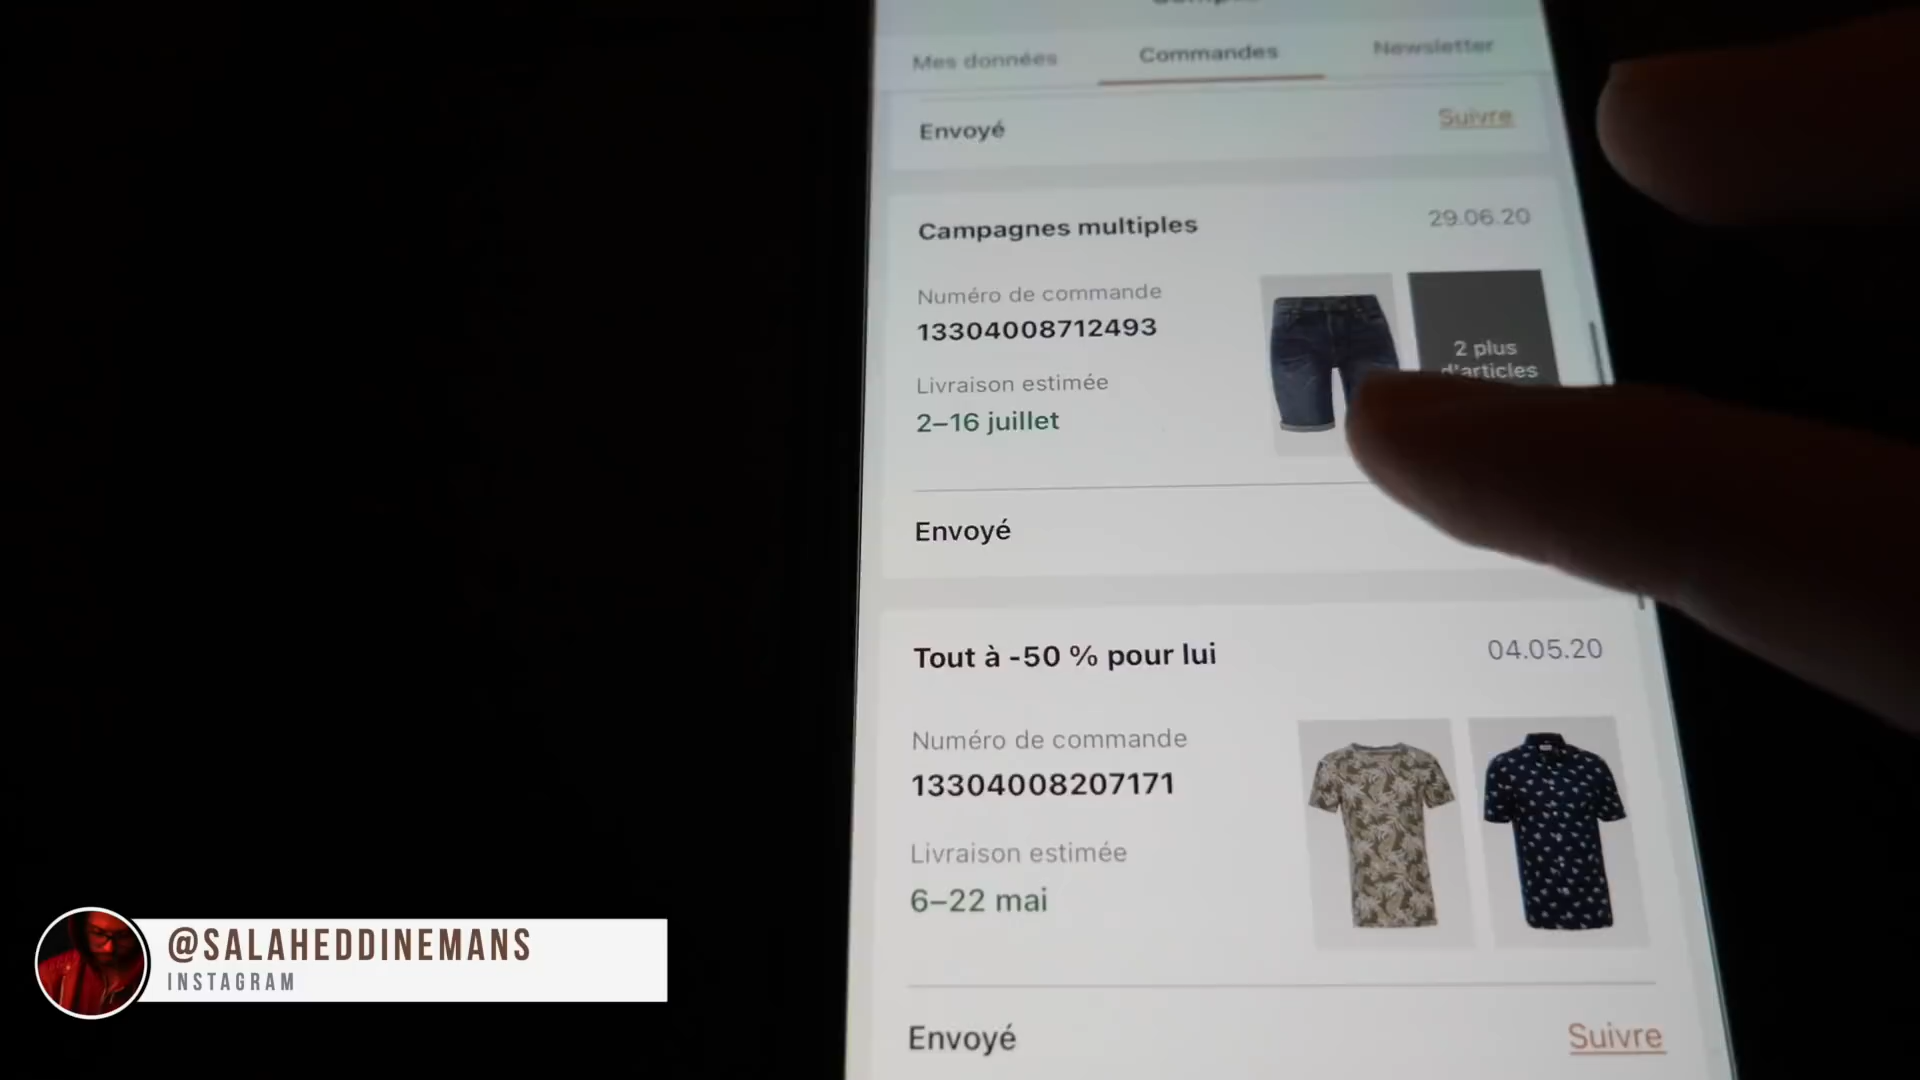 Mes données
Commandes
Newsletter
Envoyé
Suivre
Campagnes multiples
29.06.20
Numéro de commande
13304008712493
Livraison estimée
2–16 juillet
2 plus
d'articles
Envoyé
Tout à -50 % pour lui
04.05.20
Numéro de commande
13304008207171
Livraison estimée
6–22 mai
Envoyé
Suivre
@SALAHEDDINEMANS
INSTAGRAM